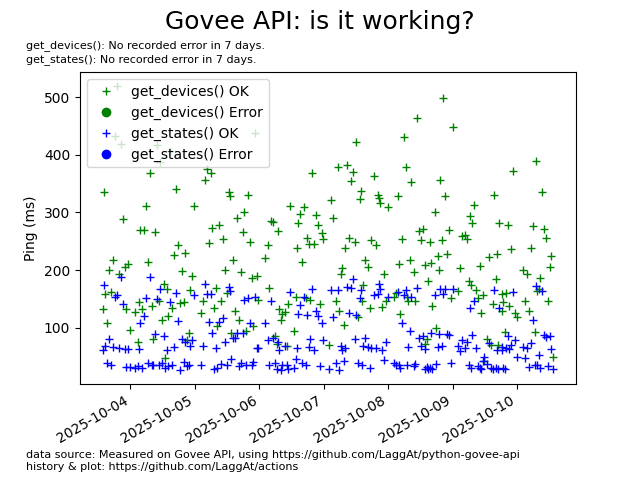 Govee API: is it working?
get_devices(): No recorded error in 7 days.
get_states(): No recorded error in 7 days.
get_devices() OK
get_devices() Error
get_states() OK
get_states() Error
500
400
300
200
100
Ping (ms)
2025-10-04
2025-10-05
2025-10-06
2025-10-07
2025-10-08
2025-10-09
2025-10-10
data source: Measured on Govee API, using https://github.com/LaggAt/python-govee-api
history & plot: https://github.com/LaggAt/actions